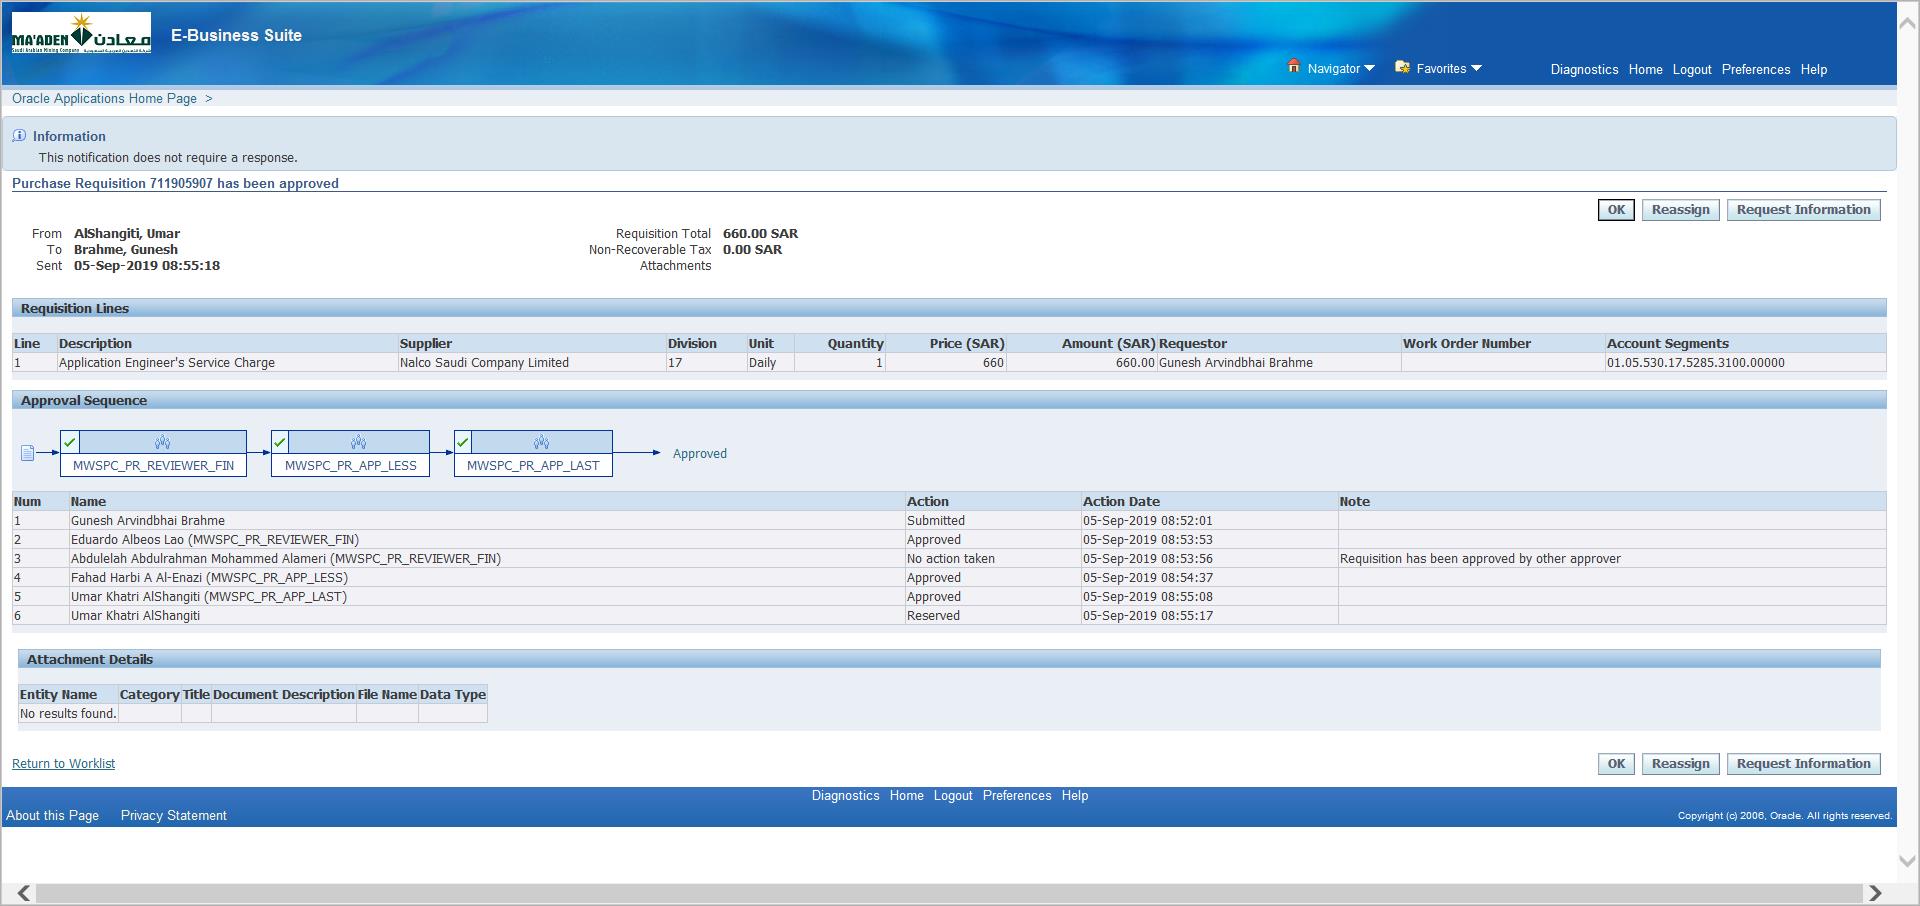 MA'ADEN معادن
Saudi Arabian Mining Company
E-Business Suite
Navigator Favorites Diagnostics Home Logout Preferences Help
Oracle Applications Home Page >
Information
This notification does not require a response.
Purchase Requisition 711905907 has been approved
OK Reassign Request Information
From AlShangiti, Umar Requisition Total 660.00 SAR
To Brahme, Gunesh Non-Recoverable Tax 0.00 SAR
Sent 05-Sep-2019 08:55:18 Attachments
Requisition Lines
Line Description Supplier Division Unit Quantity Price (SAR) Amount (SAR) Requestor Work Order Number Account Segments
1 Application Engineer's Service Charge Nalco Saudi Company Limited 17 Daily 1 660 660.00 Gunesh Arvindbhai Brahme 01.05.530.17.5285.3100.00000
Approval Sequence
MWSPC_PR_REVIEWER_FIN MWSPC_PR_APP_LESS MWSPC_PR_APP_LAST Approved
Num Name Action Action Date Note
1 Gunesh Arvindbhai Brahme Submitted 05-Sep-2019 08:52:01
2 Eduardo Albeos Lao (MWSPC_PR_REVIEWER_FIN) Approved 05-Sep-2019 08:53:53
3 Abdulelah Abdulrahman Mohammed Alameri (MWSPC_PR_REVIEWER_FIN) No action taken 05-Sep-2019 08:53:56 Requisition has been approved by other approver
4 Fahad Harbi A Al-Enazi (MWSPC_PR_APP_LESS) Approved 05-Sep-2019 08:54:37
5 Umar Khatri AlShangiti (MWSPC_PR_APP_LAST) Approved 05-Sep-2019 08:55:08
6 Umar Khatri AlShangiti Reserved 05-Sep-2019 08:55:17
Attachment Details
Entity Name Category Title Document Description File Name Data Type
No results found.
Return to Worklist OK Reassign Request Information
Diagnostics Home Logout Preferences Help
About this Page Privacy Statement Copyright (c) 2006, Oracle. All rights reserved.